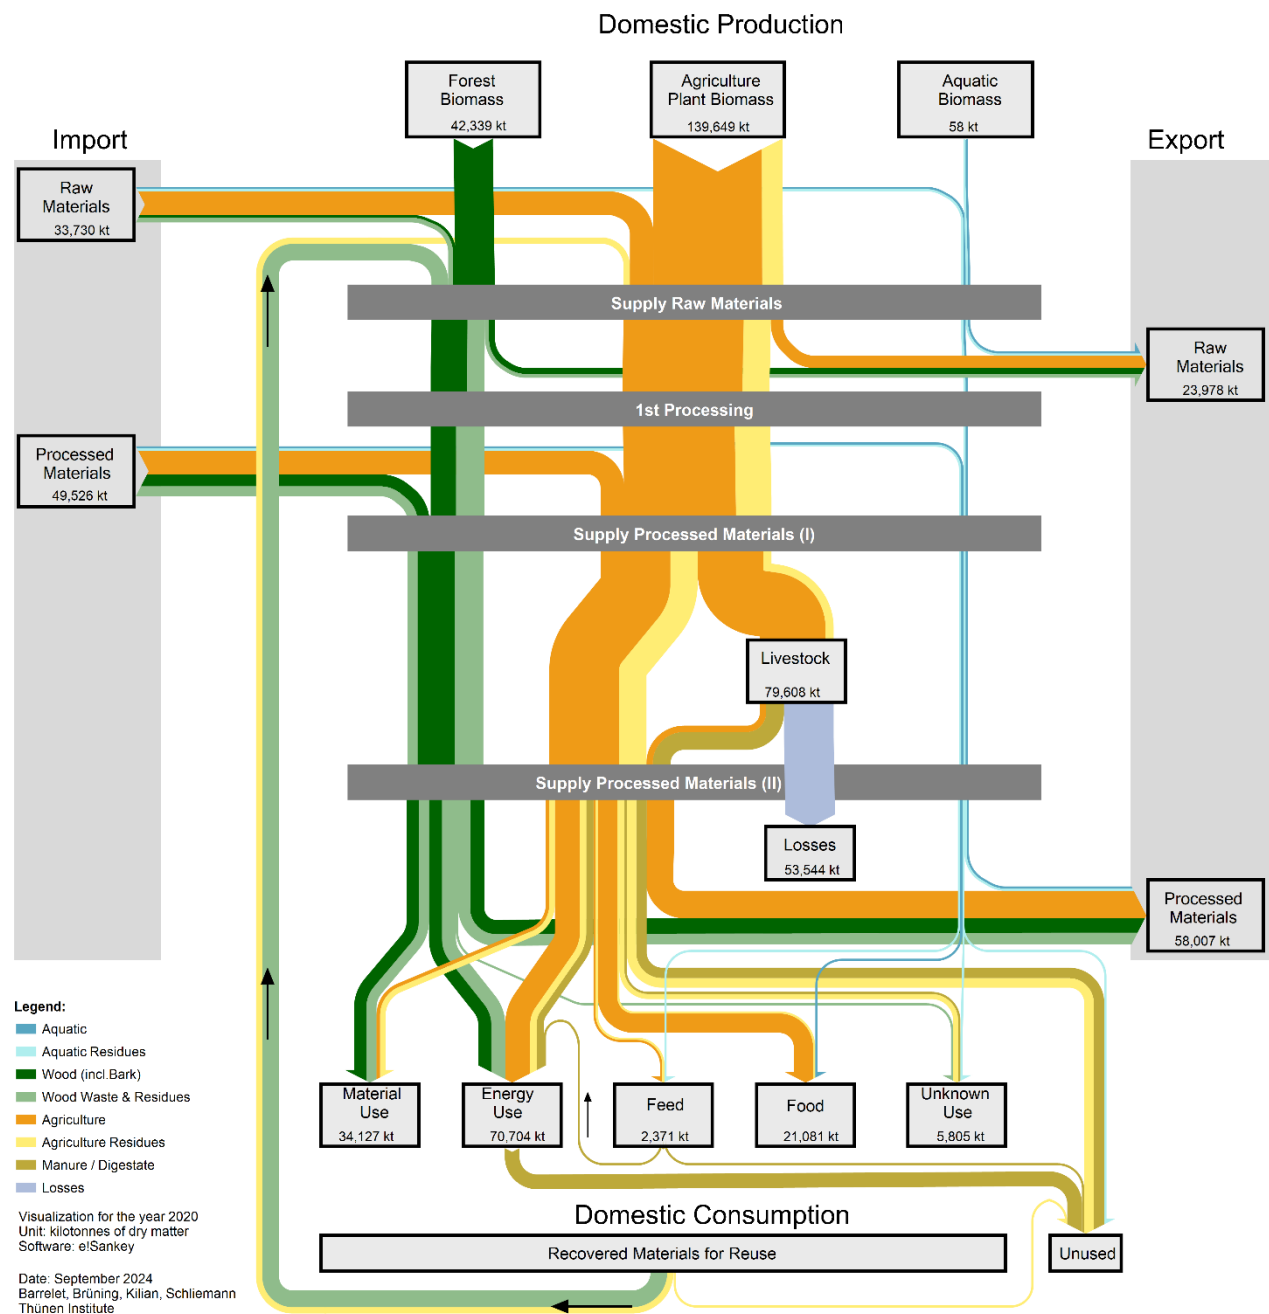 Domestic Production
Forest
Biomass
42,339 kt
Agriculture
Plant Biomass
139,649 kt
Aquatic
Biomass
58 kt
Import
Export
Raw
Materials
33,730 kt
Supply Raw Materials
Raw
Materials
23,978 kt
1st Processing
Processed
Materials
49,526 kt
Supply Processed Materials (I)
Livestock
79,608 kt
Supply Processed Materials (II)
Losses
53,544 kt
Processed
Materials
58,007 kt
Legend:
Aquatic
Aquatic Residues
Wood (incl.Bark)
Wood Waste & Residues
Agriculture
Agriculture Residues
Manure / Digestate
Losses
Material
Use
34,127 kt
Energy
Use
70,704 kt
Feed
2,371 kt
Food
21,081 kt
Unknown
Use
5,805 kt
Visualization for the year 2020
Unit: kilotonnes of dry matter
Software: e!Sankey
Domestic Consumption
Recovered Materials for Reuse
Unused
Date: September 2024
Barrelet, Brüning, Kilian, Schliemann
Thünen Institute